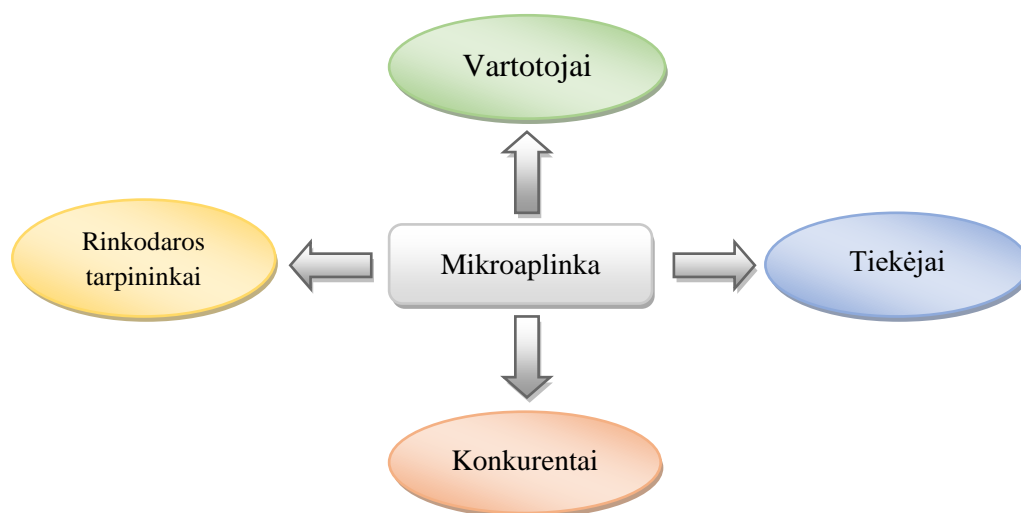 Vartotojai
Rinkodaros
tarpininkai
Mikroaplinka
Tiekėjai
Konkurentai